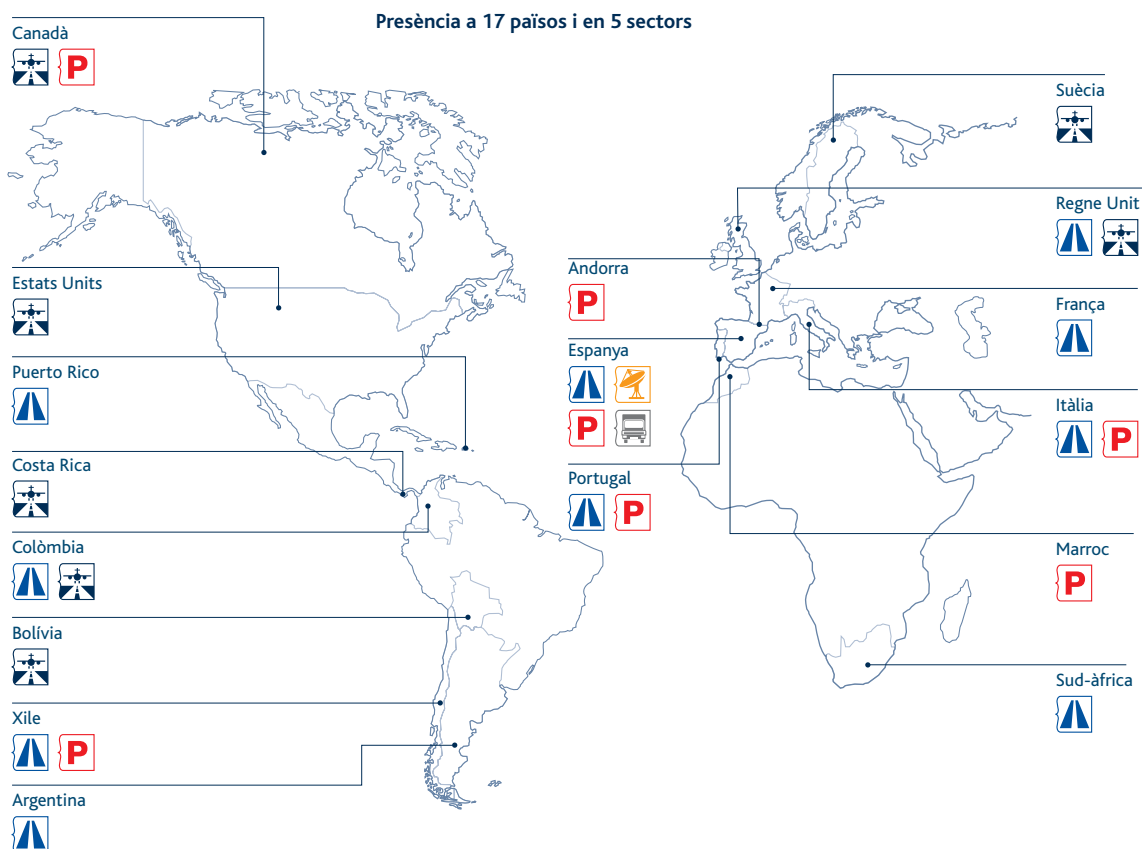 Presència a 17 països i en 5 sectors
Canadà
P
Estats Units
Puerto Rico
Costa Rica
Colòmbia
Bolívia
Xile
P
Argentina
Andorra
P
Espanya
P
Portugal
P
Suècia
Regne Unit
França
Itàlia
P
Marroc
P
Sud-àfrica